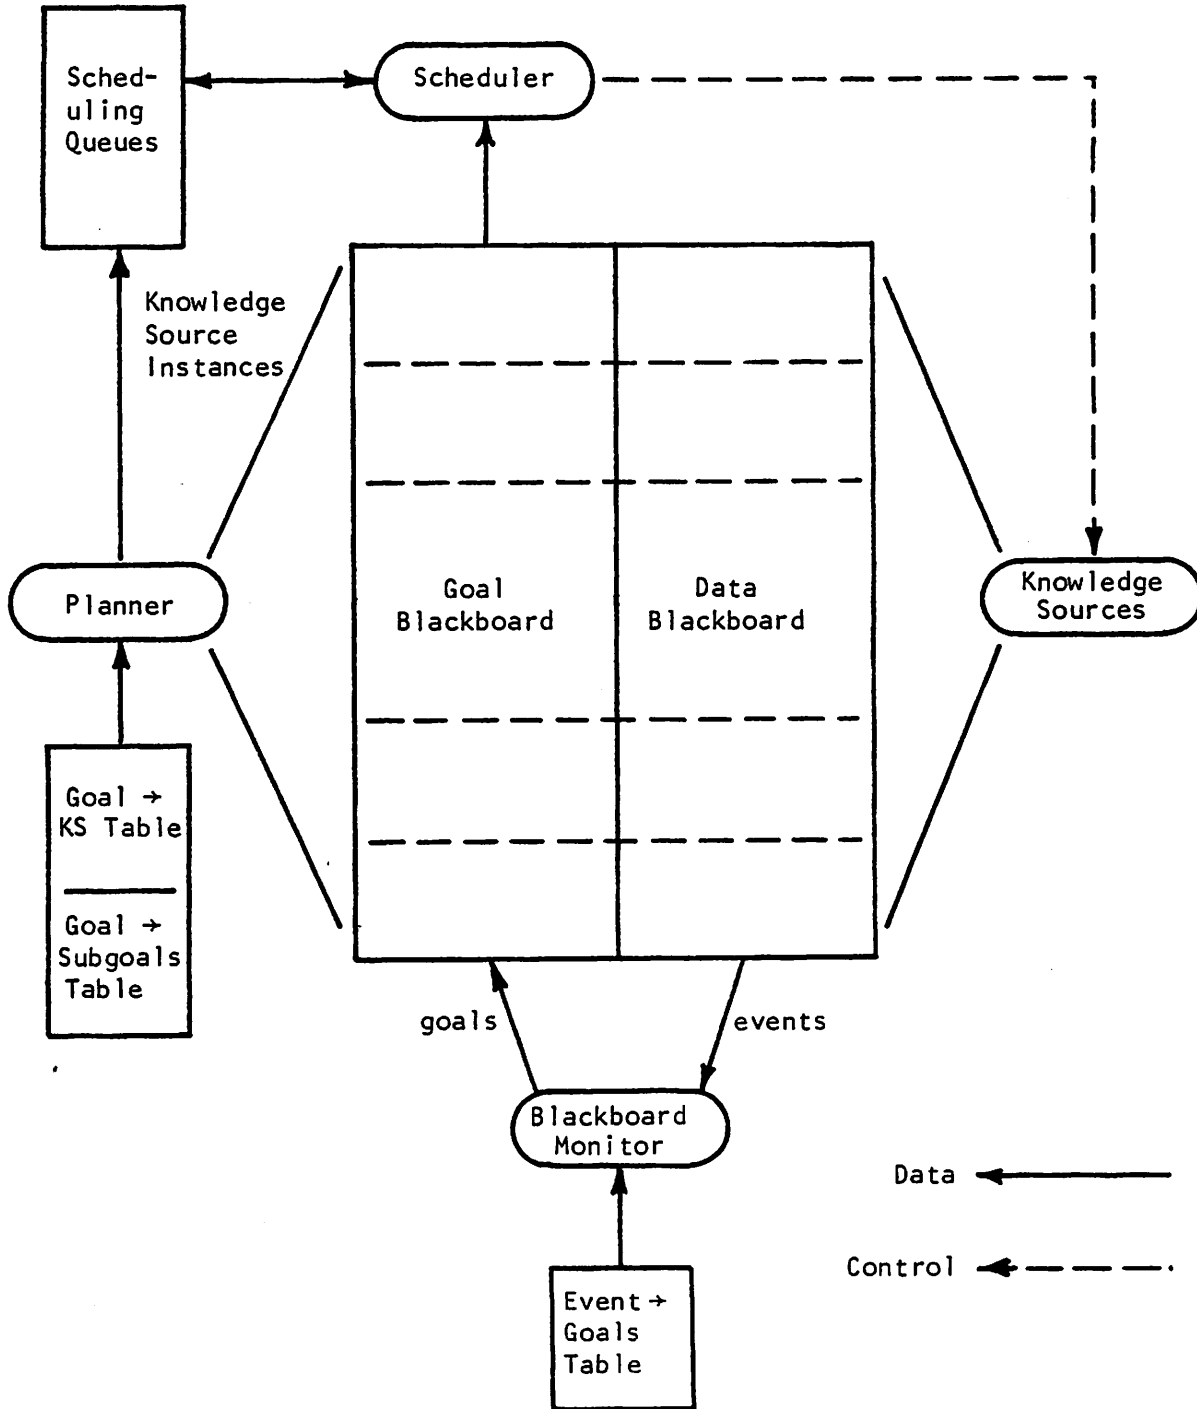 Sched-
uling
Queues
Scheduler
Knowledge
Source
Instances
Planner
Goal
Blackboard
Data
Blackboard
Knowledge
Sources
Goal →
KS Table
Goal →
Subgoals
Table
goals
events
Blackboard
Monitor
Data
Control
Event →
Goals
Table